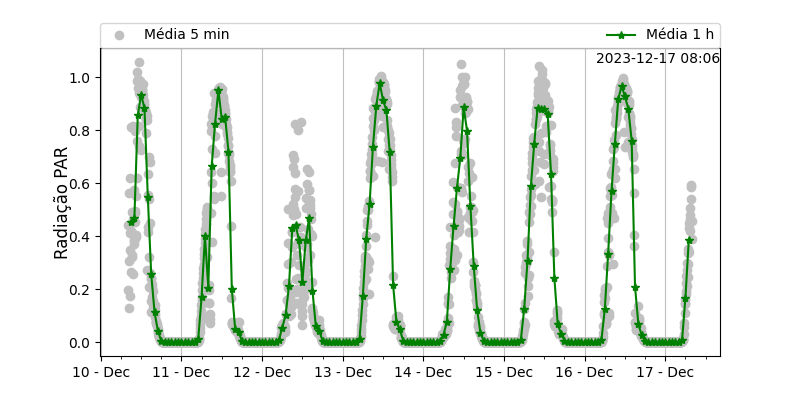 Média 5 min
Média 1 h
2023-12-17 08:06
Radiação PAR
1.0
0.8
0.6
0.4
0.2
0.0
10 - Dec
11 - Dec
12 - Dec
13 - Dec
14 - Dec
15 - Dec
16 - Dec
17 - Dec